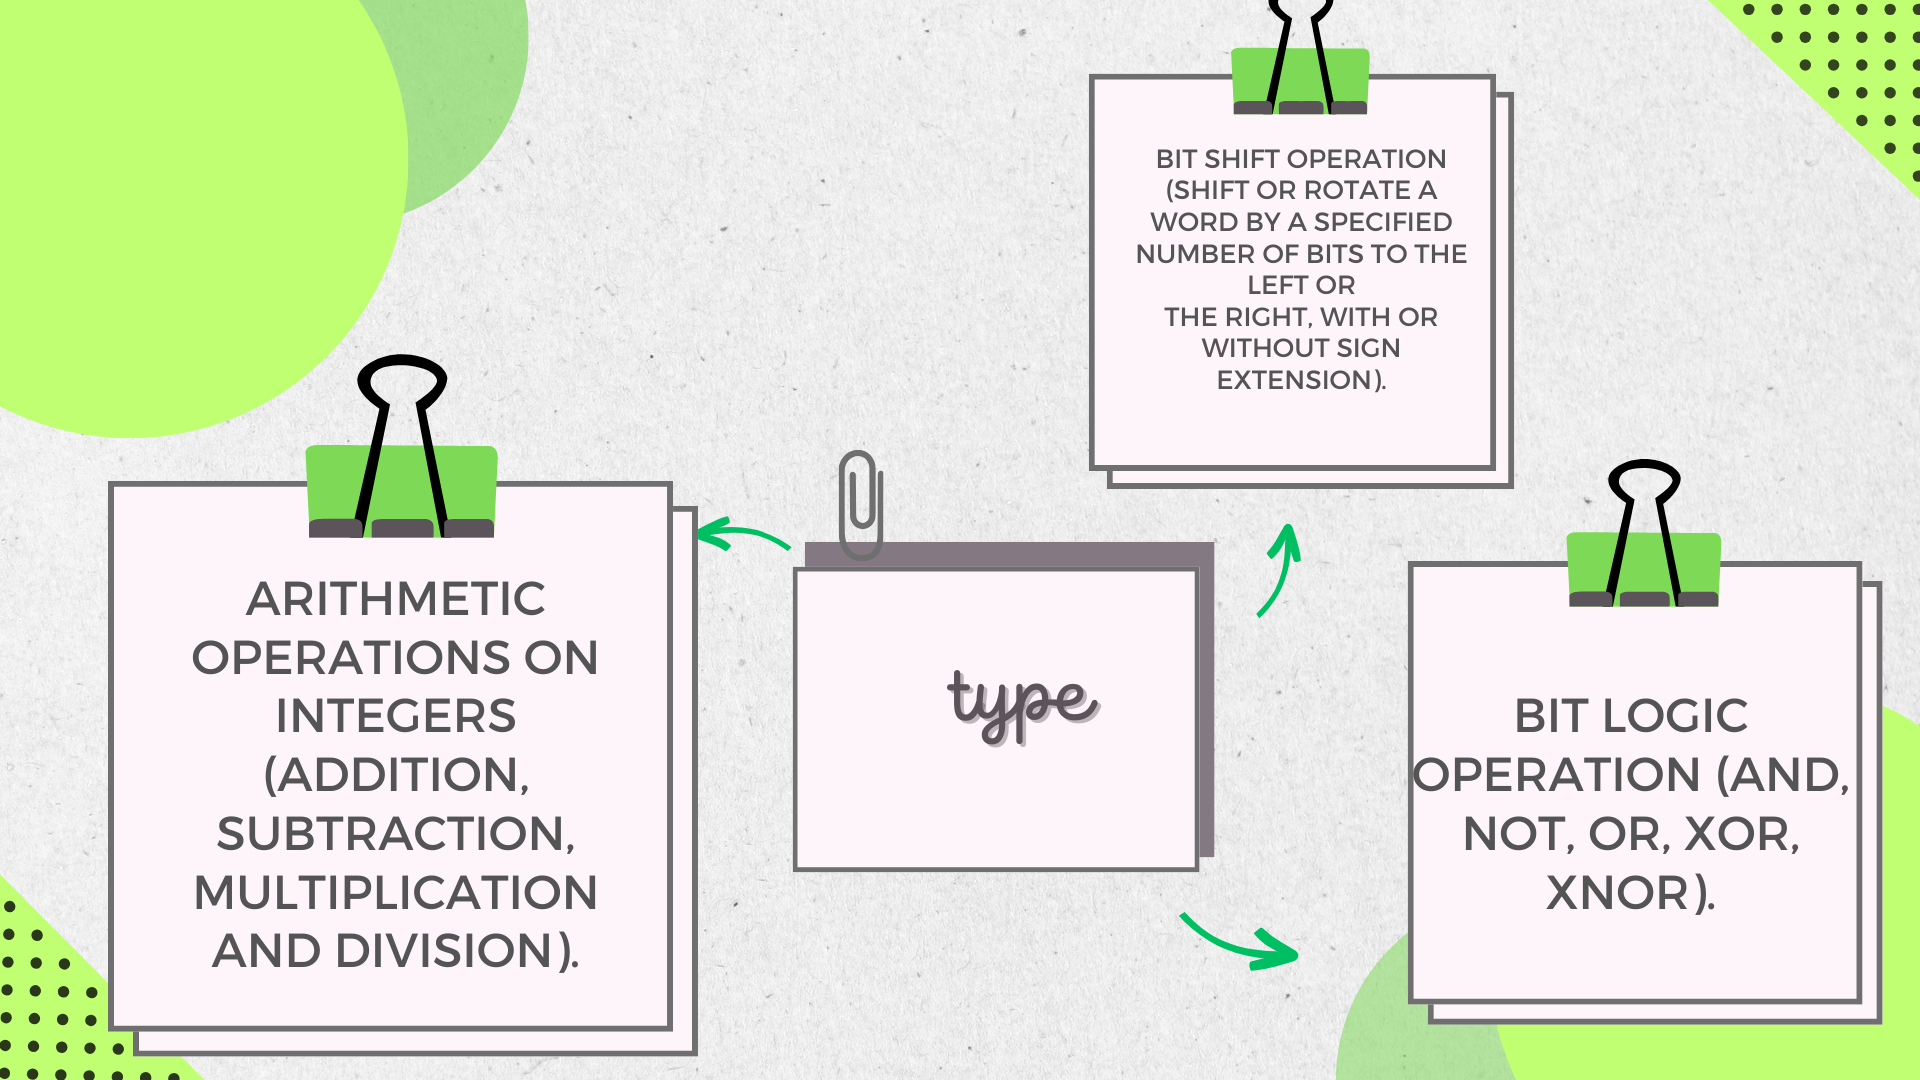 BIT SHIFT OPERATION
(SHIFT OR ROTATE A
WORD BY A SPECIFIED
NUMBER OF BITS TO THE
LEFT OR
THE RIGHT, WITH OR
WITHOUT SIGN
EXTENSION).
ARITHMETIC
OPERATIONS ON
INTEGERS
(ADDITION,
SUBTRACTION,
MULTIPLICATION
AND DIVISION).
type
BIT LOGIC
OPERATION (AND,
NOT, OR, XOR,
XNOR).